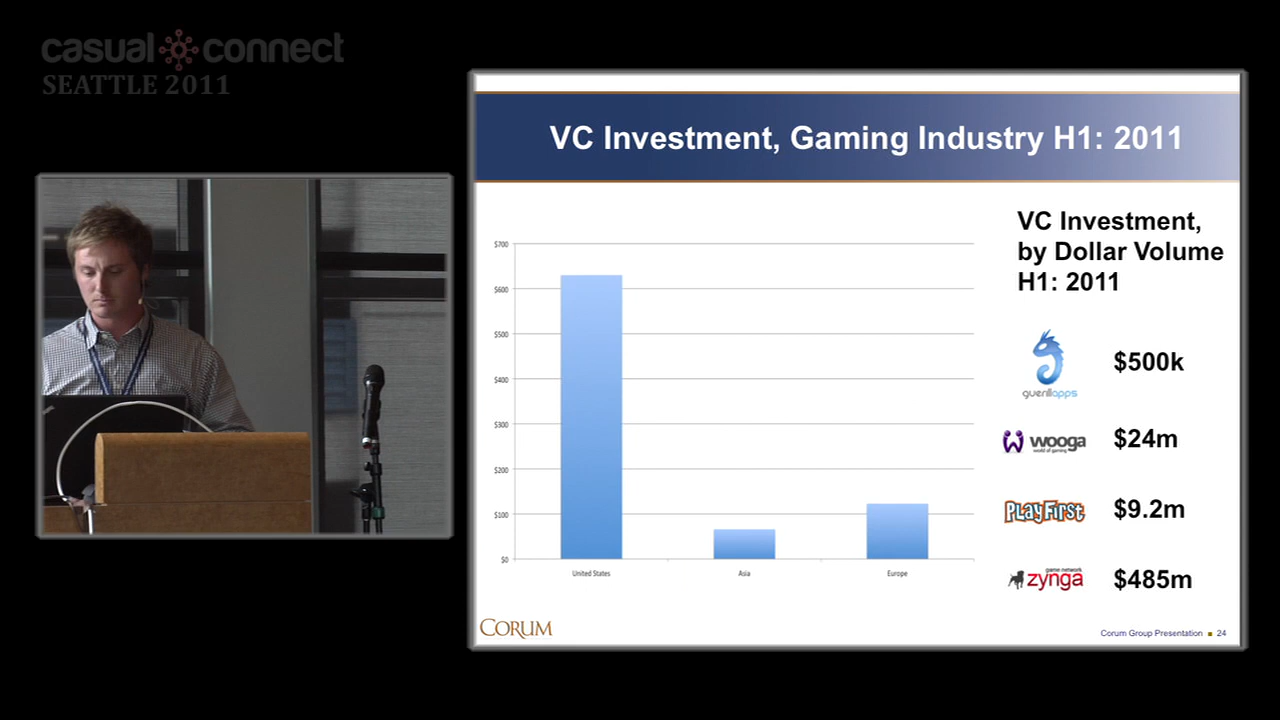 casual connect
SEATTLE 2011
VC Investment, Gaming Industry H1: 2011
VC Investment,
by Dollar Volume
H1: 2011
$700
$600
$500
$400
$300
$200
$100
$0
United States
Asia
Europe
guerillapps
$500k
wooga
world of gaming
$24m
PLAYFIRST
$9.2m
game network
zynga
$485m
CORUM
Corum Group Presentation ■ 24